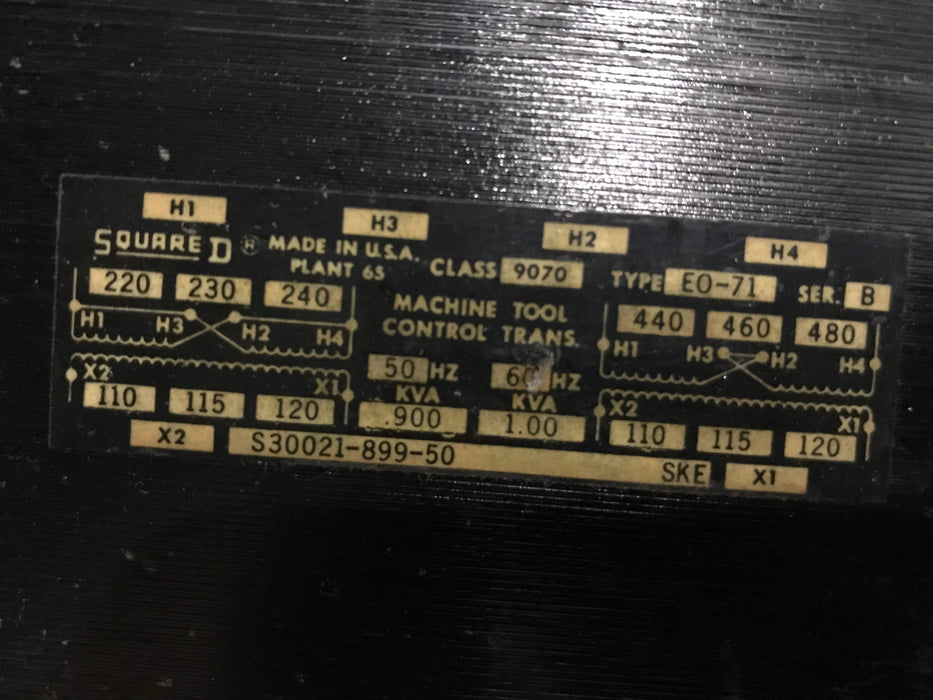 H1 H3 H2 H4
SQUARE D ® MADE IN U.S.A.
PLANT 65
CLASS 9070 TYPE EO-71 SER. B
220 230 240
H1 H3 H2 H4
X2 X1
110 115 120
MACHINE TOOL
CONTROL TRANS.
50 HZ 60 HZ
KVA KVA
.900 1.00
440 460 480
H1 H3 H2 H4
X2 X1
110 115 120
X2 S30021-899-50 SKE X1